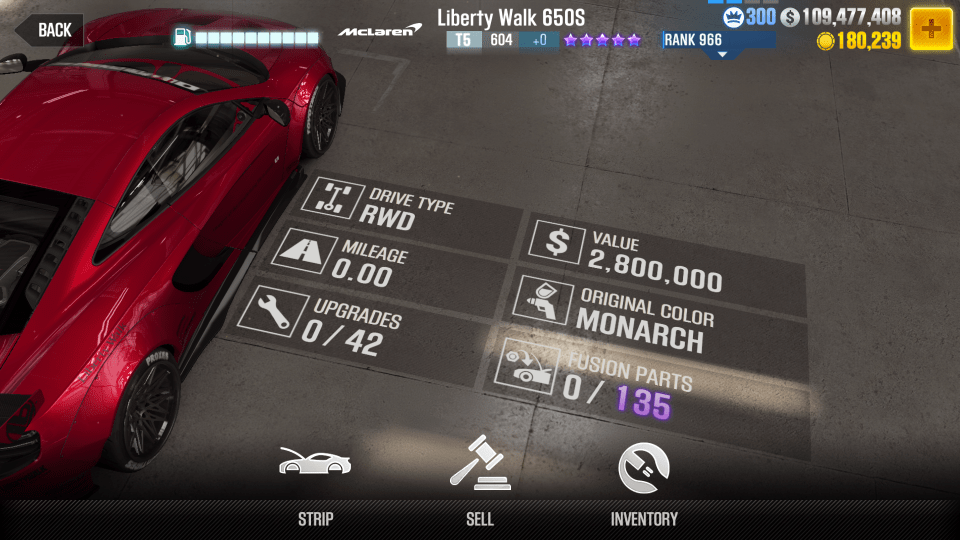 BACK
McLaren
Liberty Walk 650S
T5 604 +0
RANK 966
300 $ 109,477,408
180,239
DRIVE TYPE
RWD
MILEAGE
0.00
UPGRADES
0/42
$ VALUE
2,800,000
ORIGINAL COLOR
MONARCH
FUSION PARTS
0/135
STRIP
SELL
INVENTORY